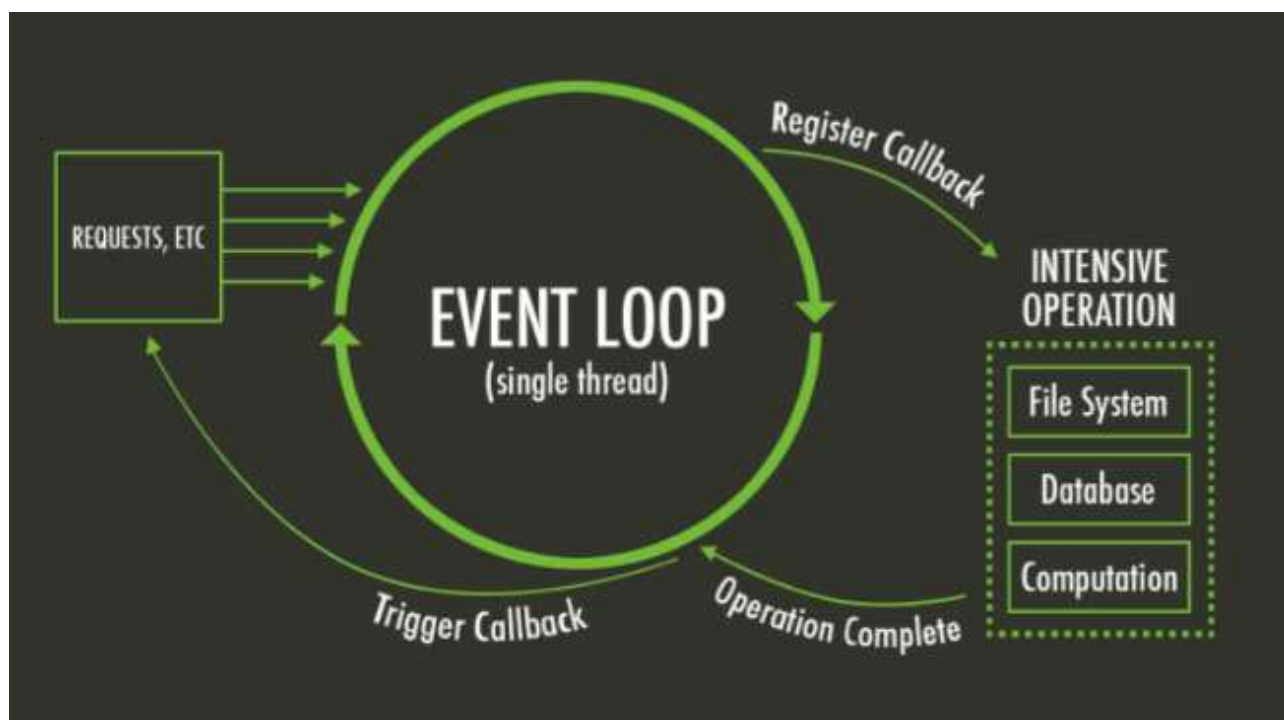 REQUESTS, ETC
EVENT LOOP
(single thread)
Register Callback
INTENSIVE
OPERATION
File System
Database
Computation
Operation Complete
Trigger Callback